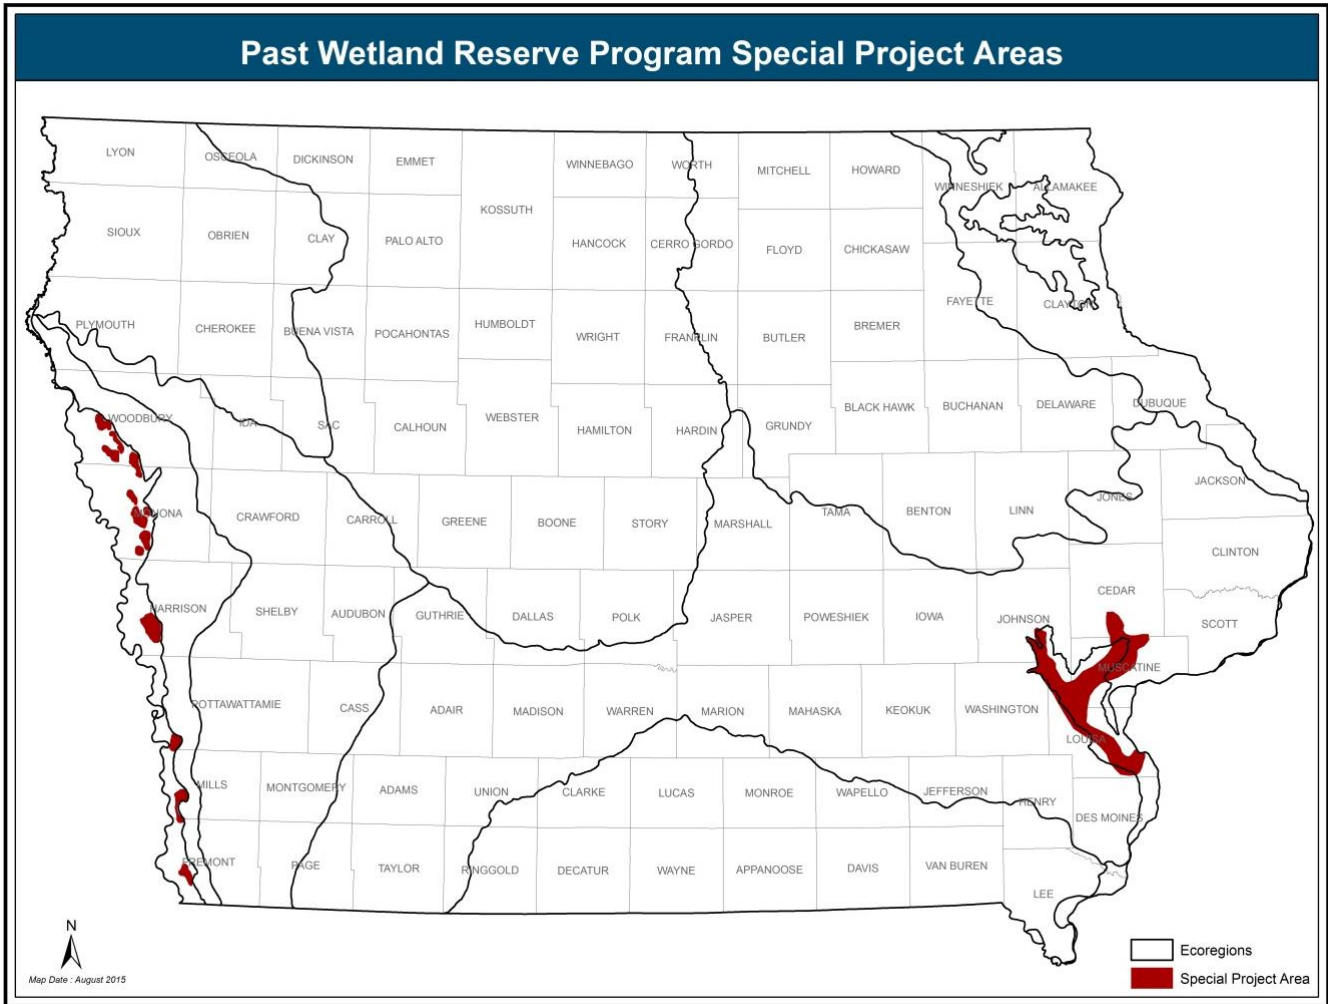 Past Wetland Reserve Program Special Project Areas
LYON
OSCEOLA
DICKINSON
EMMET
WINNEBAGO
WORTH
MITCHELL
HOWARD
WINNESHIEK
ALLAMAKEE
KOSSUTH
SIOUX
OBRIEN
CLAY
PALO ALTO
HANCOCK
CERRO GORDO
FLOYD
CHICKASAW
FAYETTE
CLAYTON
PLYMOUTH
CHEROKEE
BUENA VISTA
POCAHONTAS
HUMBOLDT
WRIGHT
FRANKLIN
BUTLER
BREMER
WOODBURY
IDA
SAC
CALHOUN
WEBSTER
HAMILTON
HARDIN
GRUNDY
BLACK HAWK
BUCHANAN
DELAWARE
DUBUQUE
MONONA
CRAWFORD
CARROLL
GREENE
BOONE
STORY
MARSHALL
TAMA
BENTON
LINN
JONES
JACKSON
CLINTON
HARRISON
SHELBY
AUDUBON
GUTHRIE
DALLAS
POLK
JASPER
POWESHIEK
IOWA
JOHNSON
CEDAR
SCOTT
MUSCATINE
POTTAWATTAMIE
CASS
ADAIR
MADISON
WARREN
MARION
MAHASKA
KEOKUK
WASHINGTON
LOUISA
MILLS
MONTGOMERY
ADAMS
UNION
CLARKE
LUCAS
MONROE
WAPELLO
JEFFERSON
HENRY
DES MOINES
FREMONT
PAGE
TAYLOR
RINGGOLD
DECATUR
WAYNE
APPANOOSE
DAVIS
VAN BUREN
LEE
N
Map Date : August 2015
Ecoregions
Special Project Area